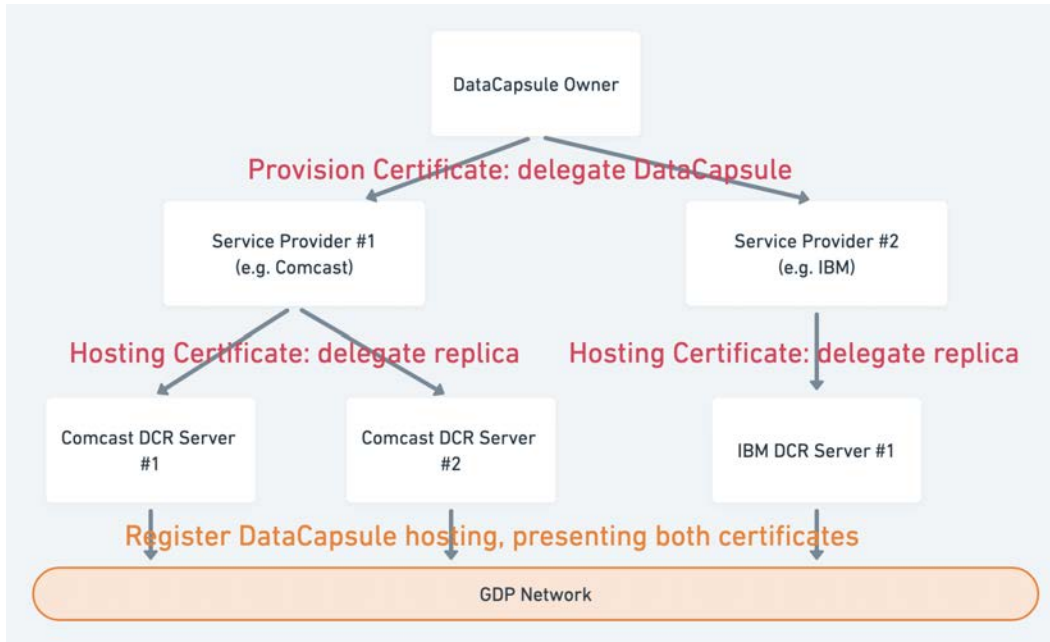 DataCapsule Owner
Provision Certificate: delegate DataCapsule
Service Provider #1
(e.g. Comcast)
Service Provider #2
(e.g. IBM)
Hosting Certificate: delegate replica
Hosting Certificate: delegate replica
Comcast DCR Server
#1
Comcast DCR Server
#2
IBM DCR Server #1
Register DataCapsule hosting, presenting both certificates
GDP Network